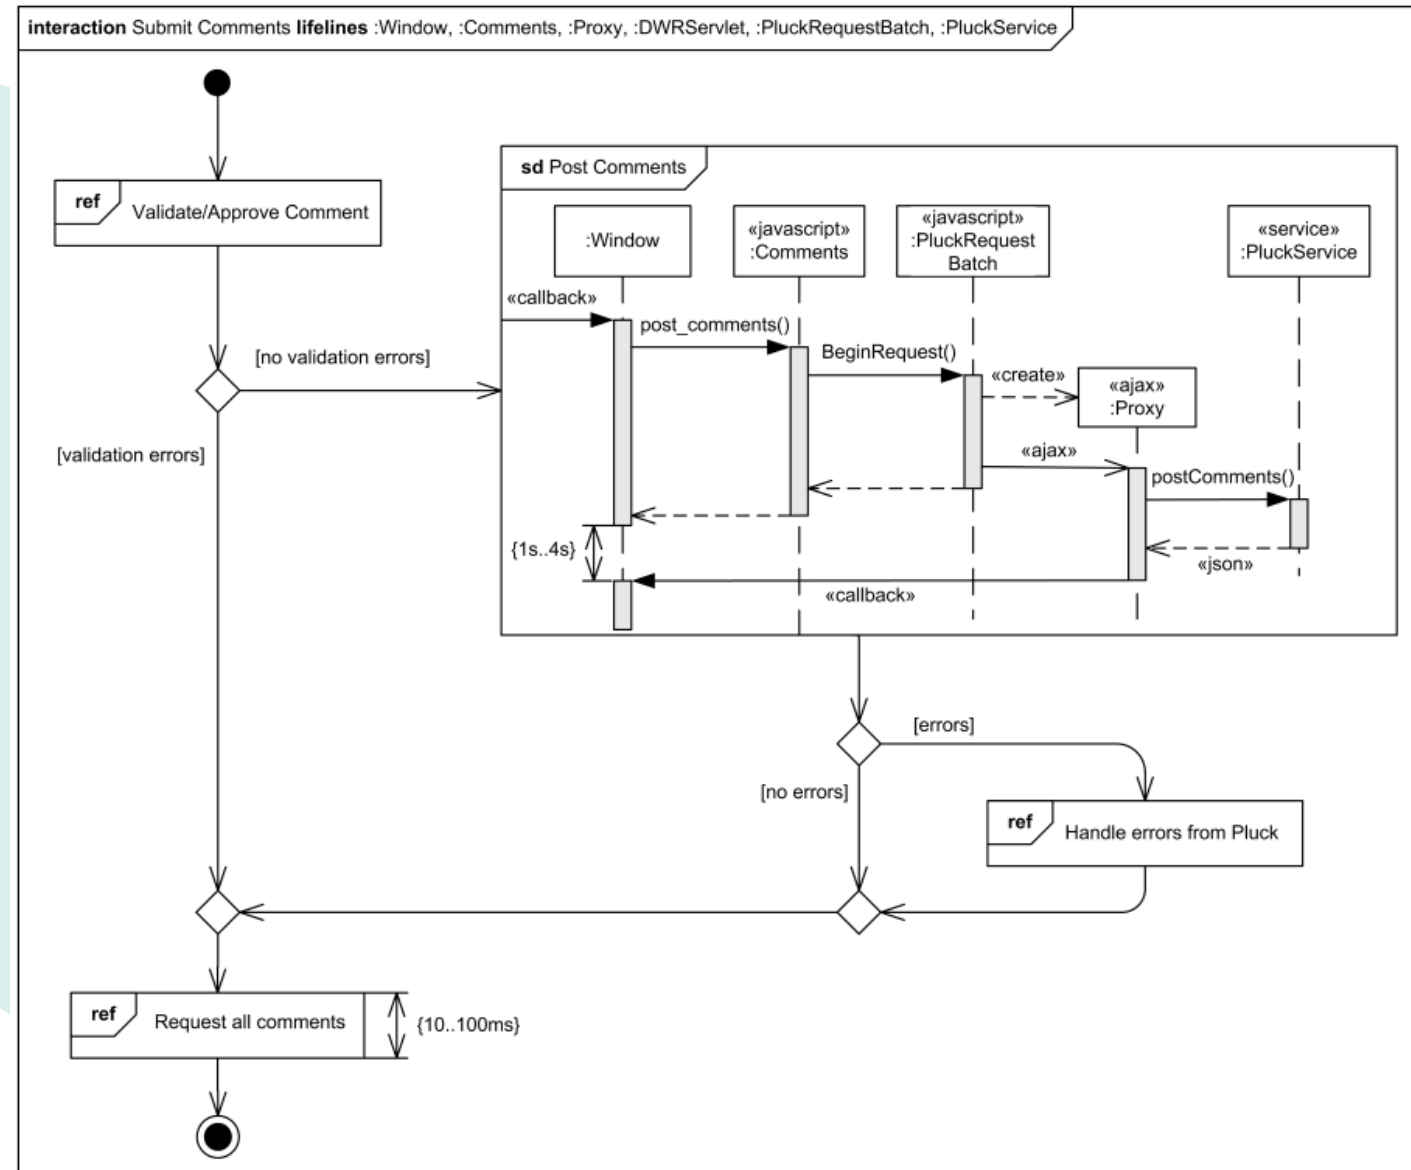 interaction Submit Comments lifelines :Window, :Comments, :Proxy, :DWRServlet, :PluckRequestBatch, :PluckService
ref
Validate/Approve Comment
[no validation errors]
[validation errors]
sd Post Comments
:Window
«javascript»
:Comments
«javascript»
:PluckRequest
Batch
«service»
:PluckService
«callback»
post_comments()
BeginRequest()
«create»
«ajax»
:Proxy
«ajax»
postComments()
{1s..4s}
«json»
«callback»
[errors]
[no errors]
ref
Handle errors from Pluck
ref
Request all comments
{10..100ms}